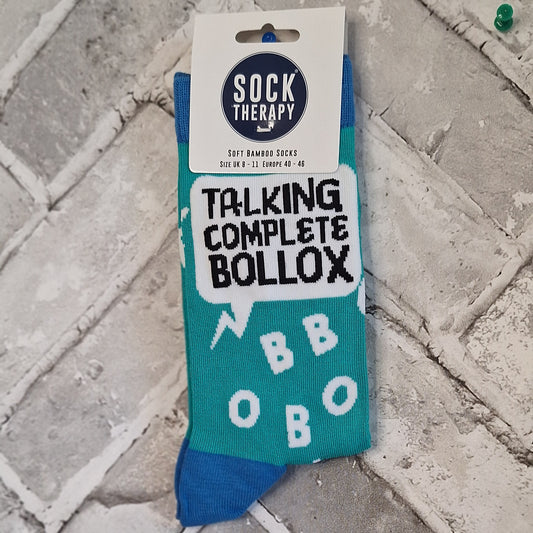 SOCK
THERAPY
SOFT BAMBOO SOCKS
SIZE UK 8 - 11 EUROPE 40 - 46
TALKING
COMPLETE
BOLLOX
B B
O B O